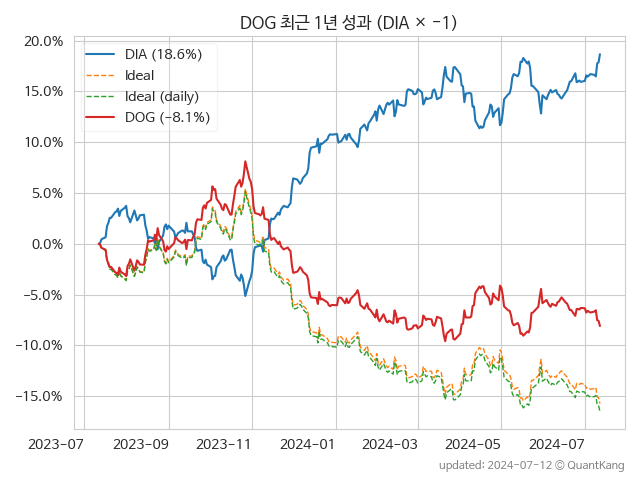 DOG 최근 1년 성과 (DIA × −1)
20.0%
15.0%
10.0%
5.0%
0.0%
−5.0%
−10.0%
−15.0%
DIA (18.6%)
Ideal
Ideal (daily)
DOG (−8.1%)
2023-07 2023-09 2023-11 2024-01 2024-03 2024-05 2024-07
updated: 2024-07-12 © QuantKang